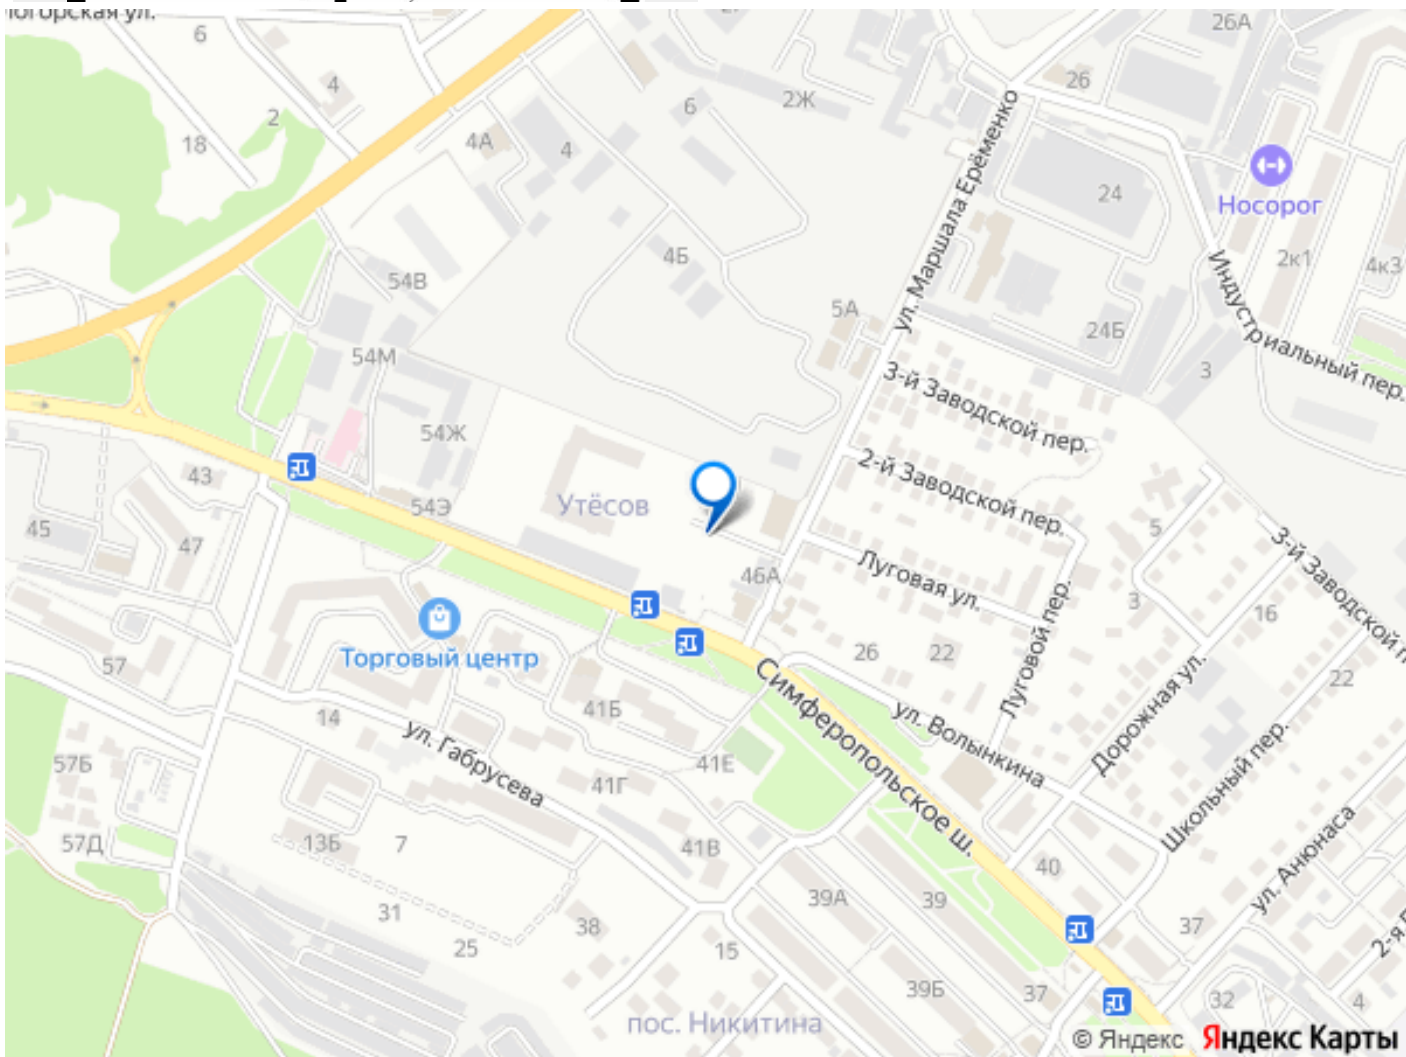 26А
6
4
2
18
4А
4
6
2Ж
26
24
Носорог
2к1
4к3
ул. Маршала Ерёменко
Индустриальный пер.
4Б
54В
5А
24Б
3
54М
3-й Заводской пер.
54Ж
43
2-й Заводской пер.
54Э
Утёсов
45
47
5
46А
Луговая ул.
3-й Заводской п
3
16
Луговой пер.
Торговый центр
57
26
22
22
Симферопольское ш.
14
41Б
ул. Волынкина
Дорожная ул.
ул. Габрусева
57Б
41Е
41Г
Школьный пер.
57Д
13Б
7
41В
40
ул. Анюнаса
39А
39
31
38
37
25
15
2-я
39Б
37
32
4
пос. Никитина
© Яндекс Яндекс Карты